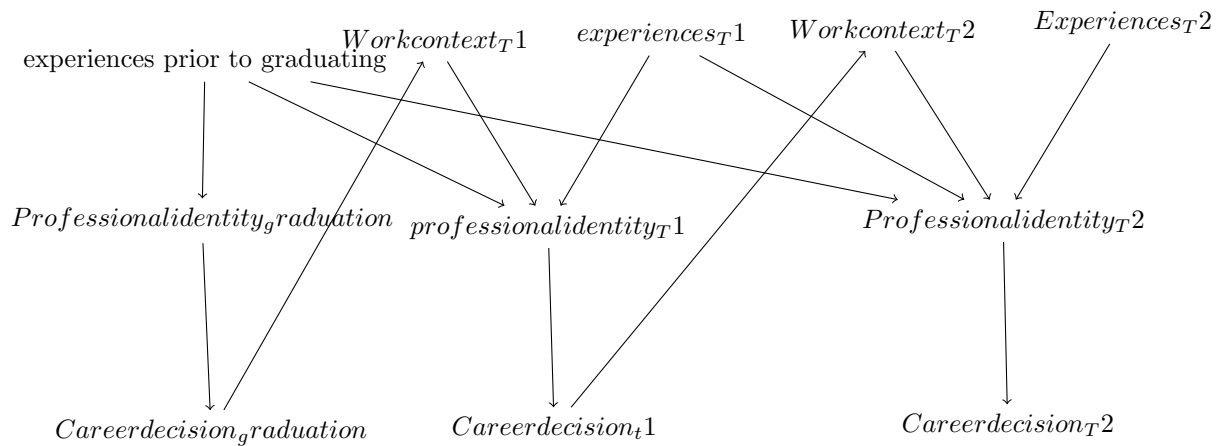 experiences prior to graduating
Workcontext_T1
experiences_T1
Workcontext_T2
Experiences_T2
Professionalidentity_graduation
professionalidentity_T1
Professionalidentity_T2
Careerdecision_graduation
Careerdecision_t1
Careerdecision_T2